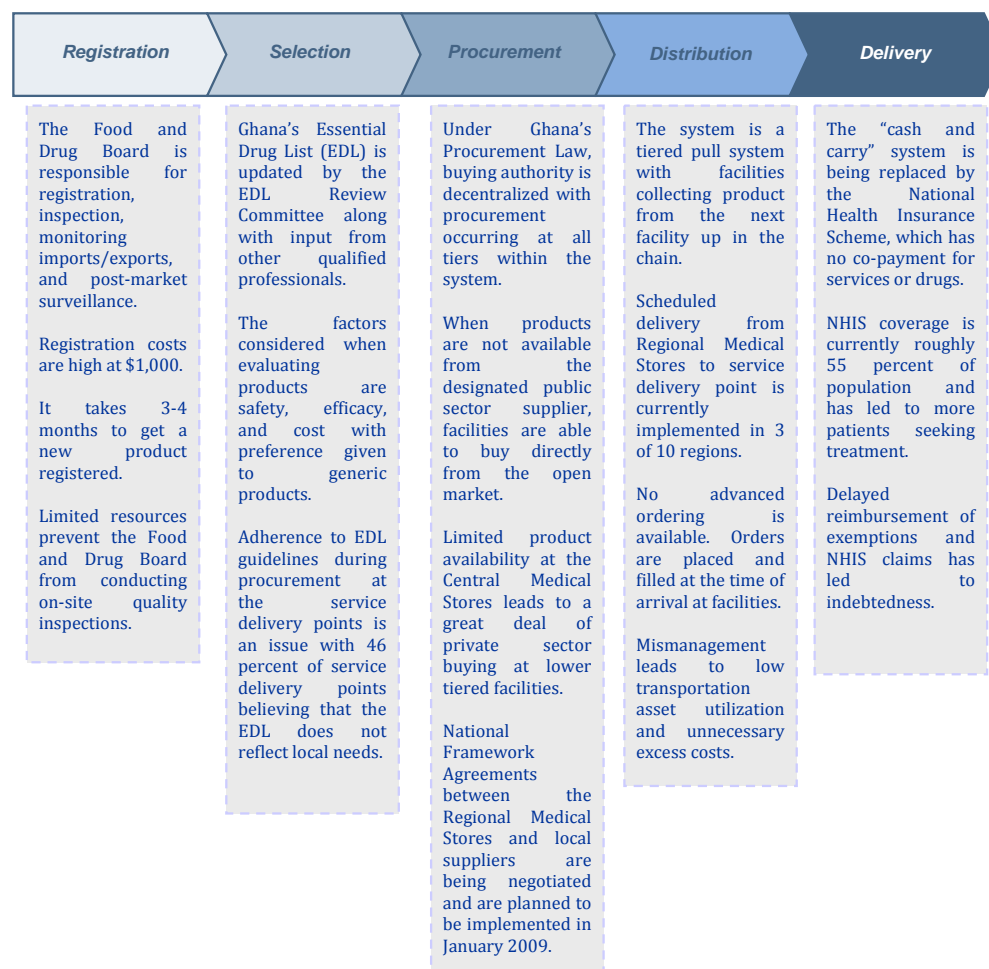 Registration
Selection
Procurement
Distribution
Delivery
The Food and
Drug Board is
responsible for
registration,
inspection,
monitoring
imports/exports,
and post-market
surveillance.
Registration costs
are high at $1,000.
It takes 3-4
months to get a
new product
registered.
Limited resources
prevent the Food
and Drug Board
from conducting
on-site quality
inspections.
Ghana’s Essential
Drug List (EDL) is
updated by the
EDL Review
Committee along
with input from
other qualified
professionals.
The factors
considered when
evaluating
products are
safety, efficacy,
and cost with
preference given
to generic
products.
Adherence to EDL
guidelines during
procurement at
the service
delivery points is
an issue with 46
percent of service
delivery points
believing that the
EDL does not
reflect local needs.
Under Ghana’s
Procurement Law,
buying authority is
decentralized with
procurement
occurring at all
tiers within the
system.
When products
are not available
from the
designated public
sector supplier,
facilities are able
to buy directly
from the open
market.
Limited product
availability at the
Central Medical
Stores leads to a
great deal of
private sector
buying at lower
tiered facilities.
National
Framework
Agreements
between the
Regional Medical
Stores and local
suppliers are
being negotiated
and are planned to
be implemented in
January 2009.
The system is a
tiered pull system
with facilities
collecting product
from the next
facility up in the
chain.
Scheduled
delivery from
Regional Medical
Stores to service
delivery point is
currently
implemented in 3
of 10 regions.
No advanced
ordering is
available. Orders
are placed and
filled at the time of
arrival at facilities.
Mismanagement
leads to low
transportation
asset utilization
and unnecessary
excess costs.
The “cash and
carry” system is
being replaced by
the National
Health Insurance
Scheme, which has
no co-payment for
services or drugs.
NHIS coverage is
currently roughly
55 percent of
population and
has led to more
patients seeking
treatment.
Delayed
reimbursement of
exemptions and
NHIS claims has
led to
indebtedness.